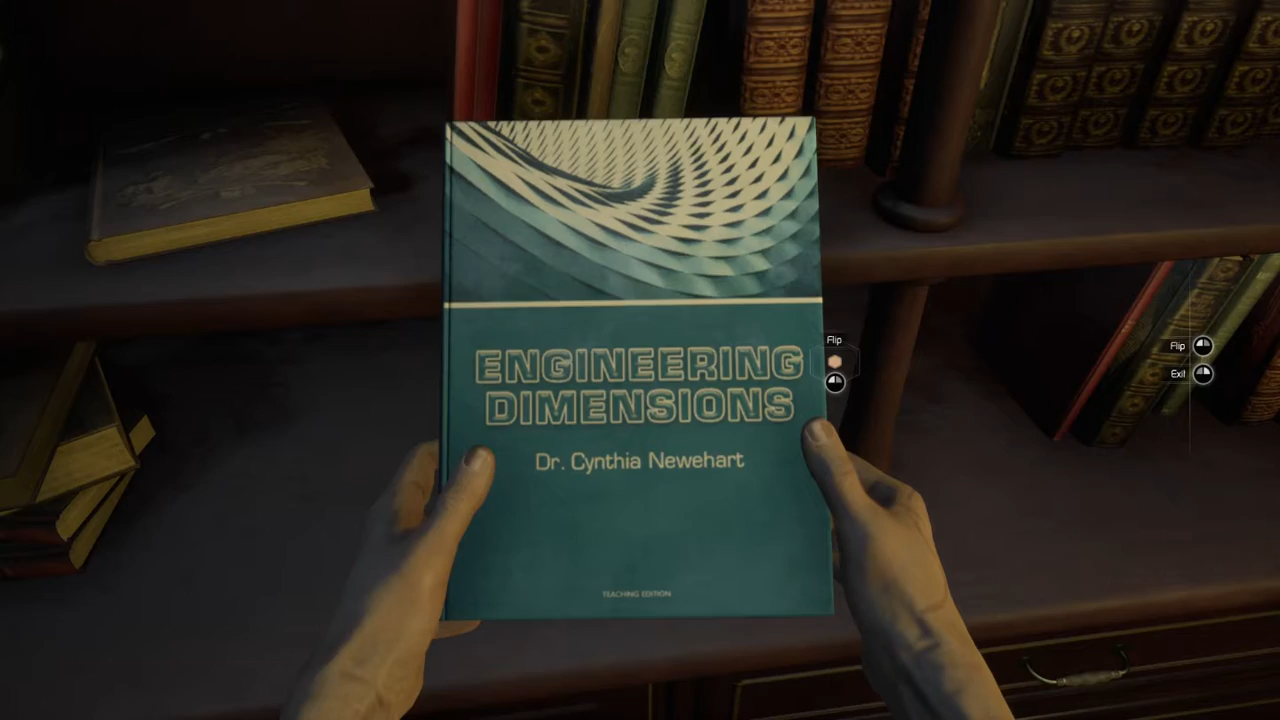 ENGINEERING
DIMENSIONS
Dr. Cynthia Newehart
TEACHING EDITION
Flip
Flip
Exit